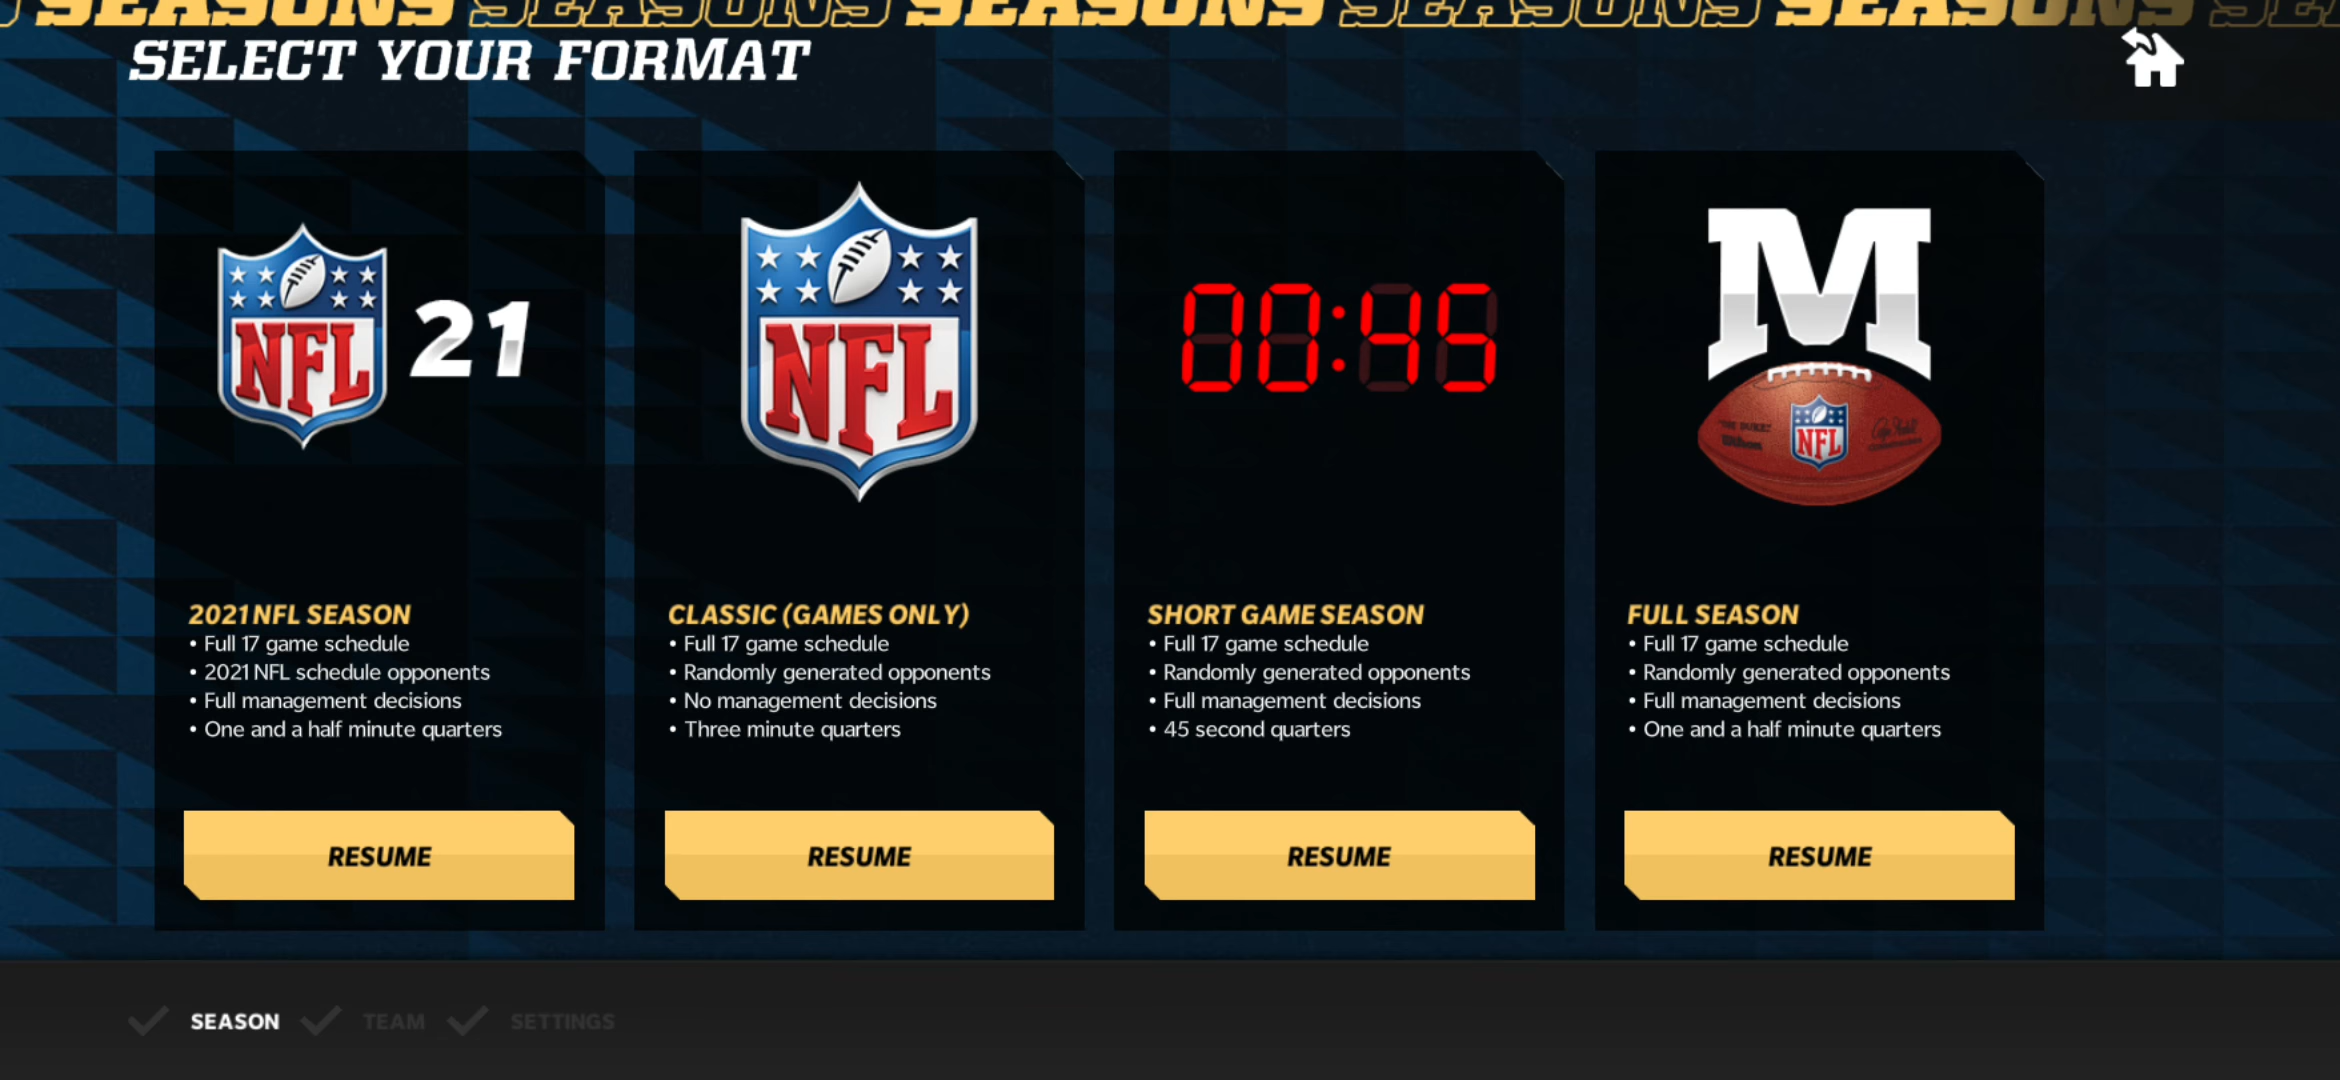 SEASONS SEASONS SEASONS SEASONS SEASONS
SELECT YOUR FORMAT
NFL 21
NFL
00:45
M
NFL
2021 NFL SEASON
• Full 17 game schedule
• 2021 NFL schedule opponents
• Full management decisions
• One and a half minute quarters
RESUME
CLASSIC (GAMES ONLY)
• Full 17 game schedule
• Randomly generated opponents
• No management decisions
• Three minute quarters
RESUME
SHORT GAME SEASON
• Full 17 game schedule
• Randomly generated opponents
• Full management decisions
• 45 second quarters
RESUME
FULL SEASON
• Full 17 game schedule
• Randomly generated opponents
• Full management decisions
• One and a half minute quarters
RESUME
SEASON TEAM SETTINGS